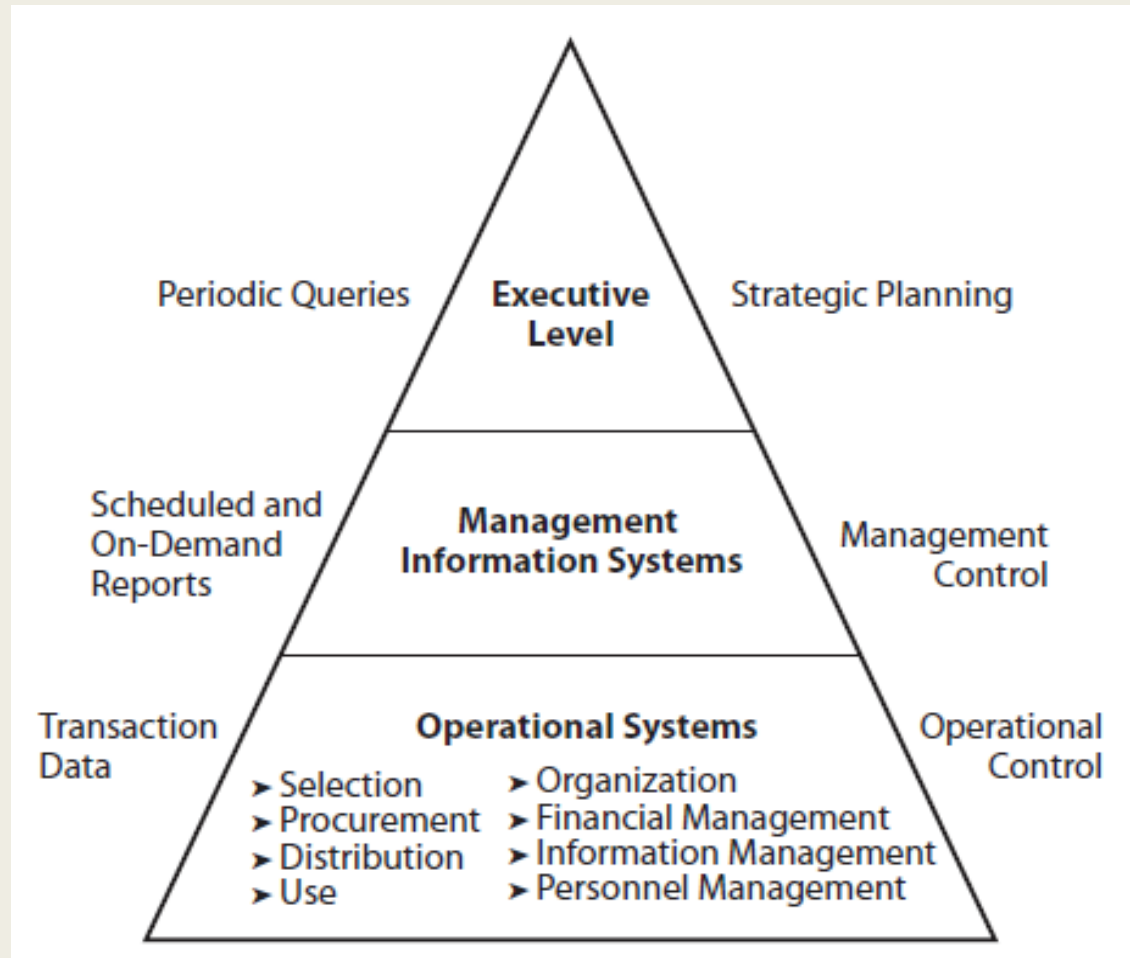 Periodic Queries
Executive
Level
Strategic Planning
Scheduled and
On-Demand
Reports
Management
Information Systems
Management
Control
Transaction
Data
Operational Systems
➤ Selection
➤ Procurement
➤ Distribution
➤ Use
➤ Organization
➤ Financial Management
➤ Information Management
➤ Personnel Management
Operational
Control